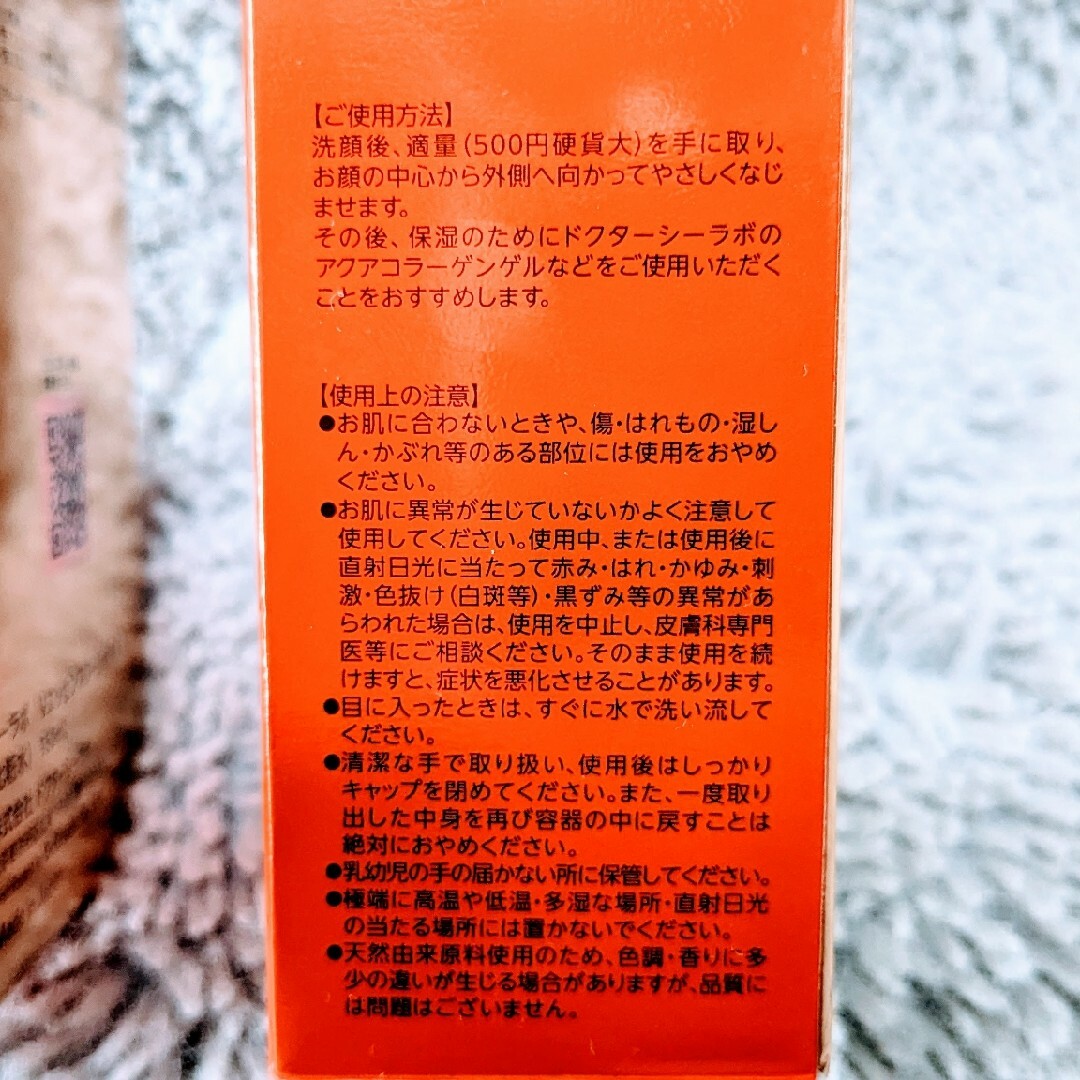 【ご使用方法】
洗顔後、適量(500円硬貨大)を手に取り、
お顔の中心から外側へ向かってやさしくなじ
ませます。
その後、保湿のためにドクターシーラボの
アクアコラーゲンゲルなどをご使用いただく
ことをおすすめします。
【使用上の注意】
●お肌に合わないときや、傷・はれもの・湿し
ん・かぶれ等のある部位には使用をおやめ
ください。
●お肌に異常が生じていないかよく注意して
使用してください。使用中、または使用後に
直射日光に当たって赤み・はれ・かゆみ・刺
激・色抜け(白斑等)・黒ずみ等の異常があ
らわれた場合は、使用を中止し、皮膚科専門
医等にご相談ください。そのまま使用を続
けますと、症状を悪化させることがあります。
●目に入ったときは、すぐに水で洗い流して
ください。
●清潔な手で取り扱い、使用後はしっかり
キャップを閉めてください。また、一度取り
出した中身を再び容器の中に戻すことは
絶対におやめください。
●乳幼児の手の届かない所に保管してください。
●極端に高温や低温・多湿な場所・直射日光
の当たる場所には置かないでください。
●天然由来原料使用のため、色調・香りに多
少の違いが生じる場合がありますが、品質に
は問題はございません。